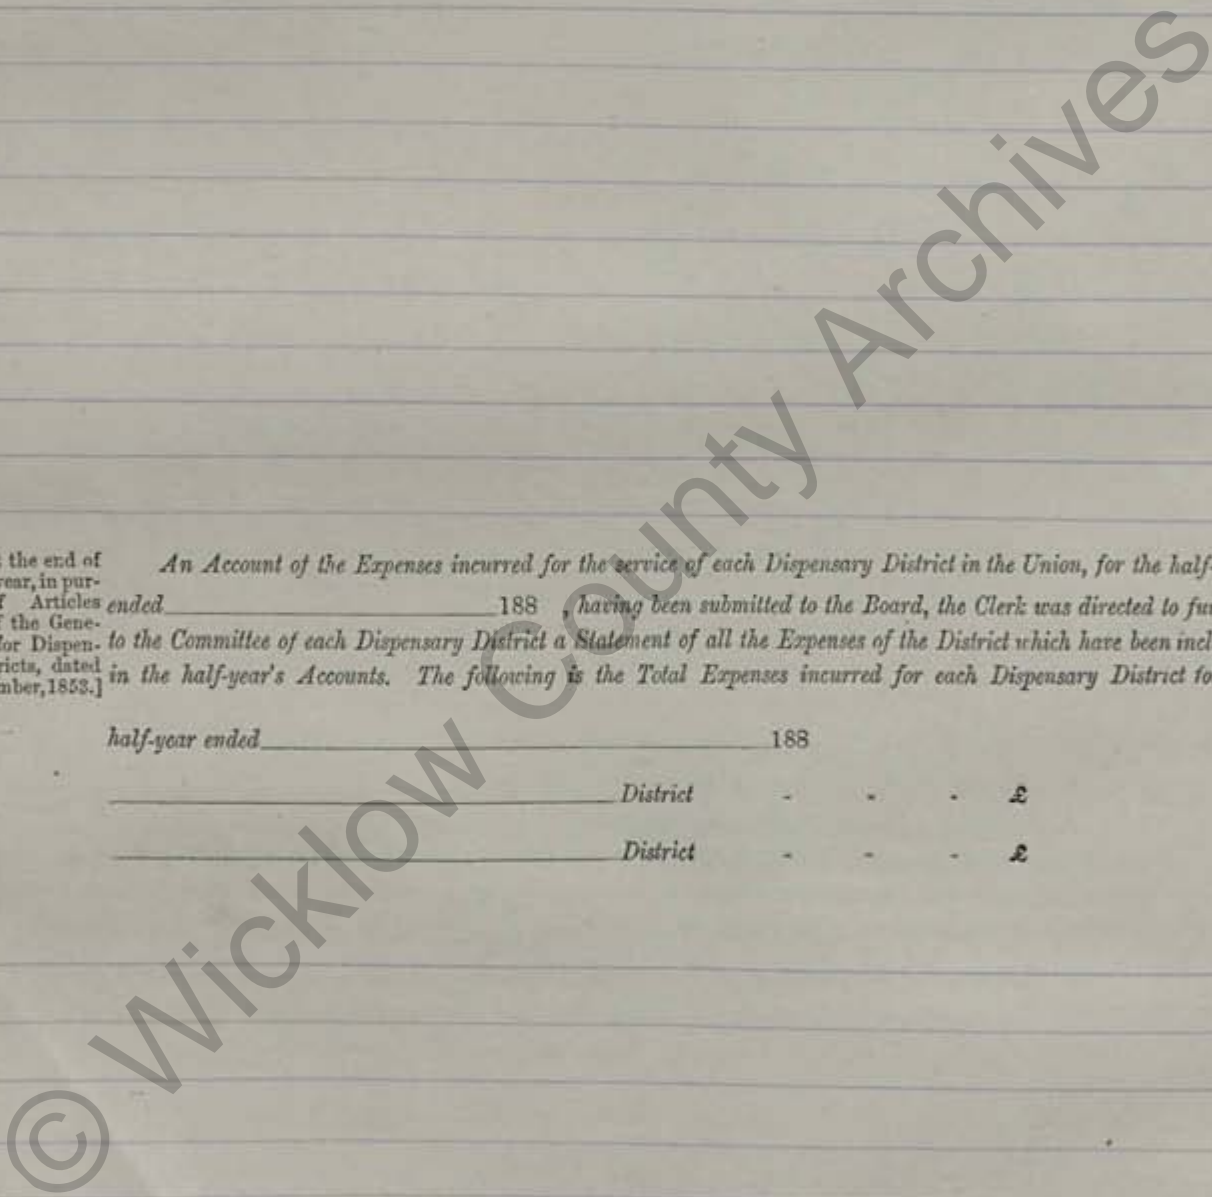 the end of
year, in pur-
Articles
the Gene-
for Dispen-
ricts, dated
mber, 1853.]
An Account of the Expenses incurred for the service of each Dispensary District in the Union, for the half-
ended 188 , having been submitted to the Board, the Clerk was directed to fur
to the Committee of each Dispensary District a Statement of all the Expenses of the District which have been incl
in the half-year's Accounts. The following is the Total Expenses incurred for each Dispensary District fo
half-year ended 188
District - - - £
District - - - £
© Wicklow County Archives